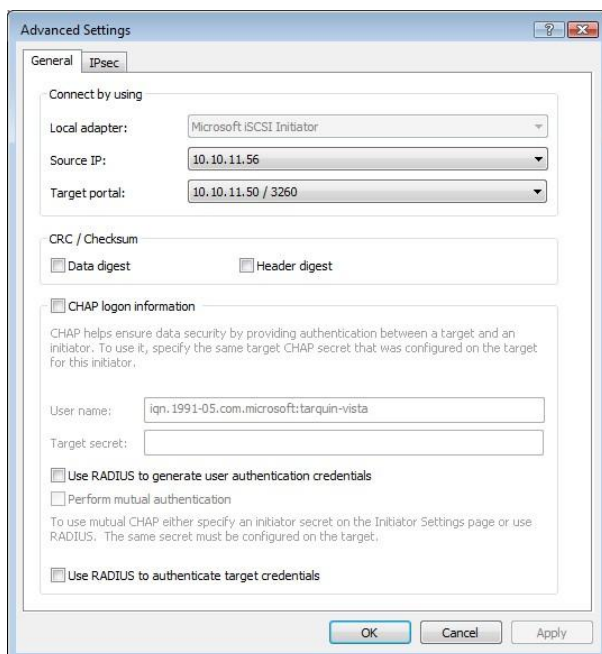 Advanced Settings
General IPsec
Connect by using
Local adapter: Microsoft iSCSI Initiator
Source IP: 10.10.11.56
Target portal: 10.10.11.50 / 3260
CRC / Checksum
Data digest Header digest
CHAP logon information
CHAP helps ensure data security by providing authentication between a target and an
initiator. To use it, specify the same target CHAP secret that was configured on the target
for this initiator.
User name: iqn.1991-05.com.microsoft:tarquin-vista
Target secret:
Use RADIUS to generate user authentication credentials
Perform mutual authentication
To use mutual CHAP either specify an initiator secret on the Initiator Settings page or use
RADIUS. The same secret must be configured on the target.
Use RADIUS to authenticate target credentials
OK Cancel Apply